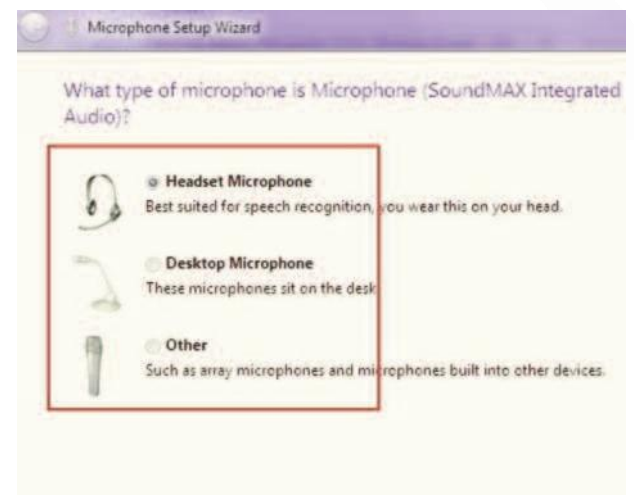 Microphone Setup Wizard
What type of microphone is Microphone (SoundMAX Integrated
Audio)?
Headset Microphone
Best suited for speech recognition, you wear this on your head.
Desktop Microphone
These microphones sit on the desk
Other
Such as array microphones and microphones built into other devices.